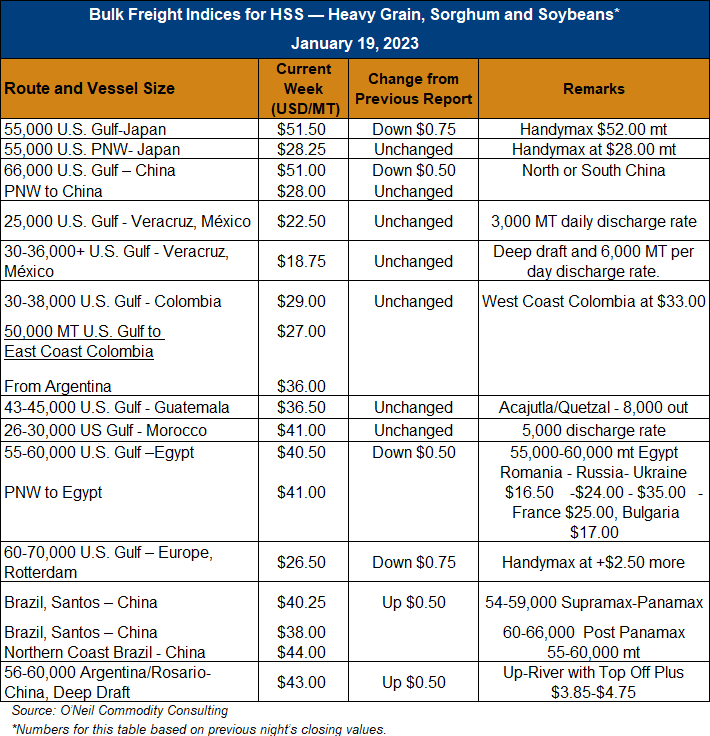 Bulk Freight Indices for HSS — Heavy Grain, Sorghum and Soybeans*
January 19, 2023
Route and Vessel Size
Current
Week
(USD/MT)
Change from
Previous Report
Remarks
55,000 U.S. Gulf-Japan $51.50 Down $0.75 Handymax $52.00 mt
55,000 U.S. PNW- Japan $28.25 Unchanged Handymax at $28.00 mt
66,000 U.S. Gulf – China $51.00 Down $0.50 North or South China
PNW to China $28.00 Unchanged
25,000 U.S. Gulf - Veracruz, México $22.50 Unchanged 3,000 MT daily discharge rate
30-36,000+ U.S. Gulf - Veracruz,
México
$18.75 Unchanged
Deep draft and 6,000 MT per
day discharge rate.
30-38,000 U.S. Gulf - Colombia $29.00 Unchanged West Coast Colombia at $33.00
50,000 MT U.S. Gulf to $27.00
East Coast Colombia
From Argentina $36.00
43-45,000 U.S. Gulf - Guatemala $36.50 Unchanged Acajutla/Quetzal - 8,000 out
26-30,000 US Gulf - Morocco $41.00 Unchanged 5,000 discharge rate
55-60,000 U.S. Gulf –Egypt $40.50 Down $0.50 55,000-60,000 mt Egypt
Romania - Russia- Ukraine
PNW to Egypt $41.00 $16.50 -$24.00 - $35.00 -
France $25.00, Bulgaria
$17.00
60-70,000 U.S. Gulf – Europe,
Rotterdam
$26.50 Down $0.75 Handymax at +$2.50 more
Brazil, Santos – China $40.25 Up $0.50 54-59,000 Supramax-Panamax
Brazil, Santos – China $38.00 60-66,000 Post Panamax
Northern Coast Brazil - China $44.00 55-60,000 mt
56-60,000 Argentina/Rosario-
China, Deep Draft
$43.00 Up $0.50
Up-River with Top Off Plus
$3.85-$4.75
Source: O'Neil Commodity Consulting
*Numbers for this table based on previous night's closing values.